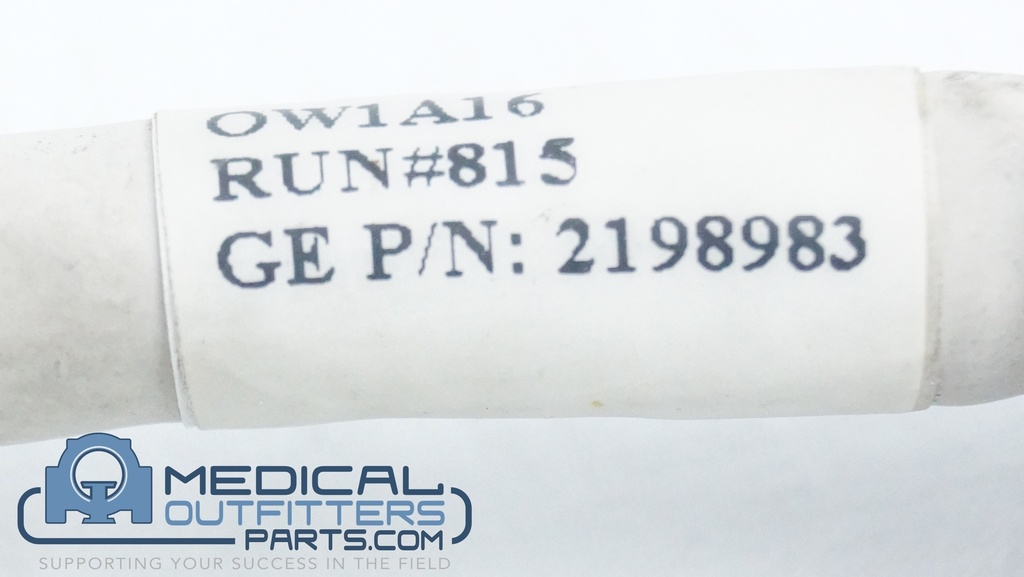 OW1A16
RUN#815
GE P/N: 2198983
MEDICAL
OUTFITTERS
PARTS.COM
SUPPORTING YOUR SUCCESS IN THE FIELD